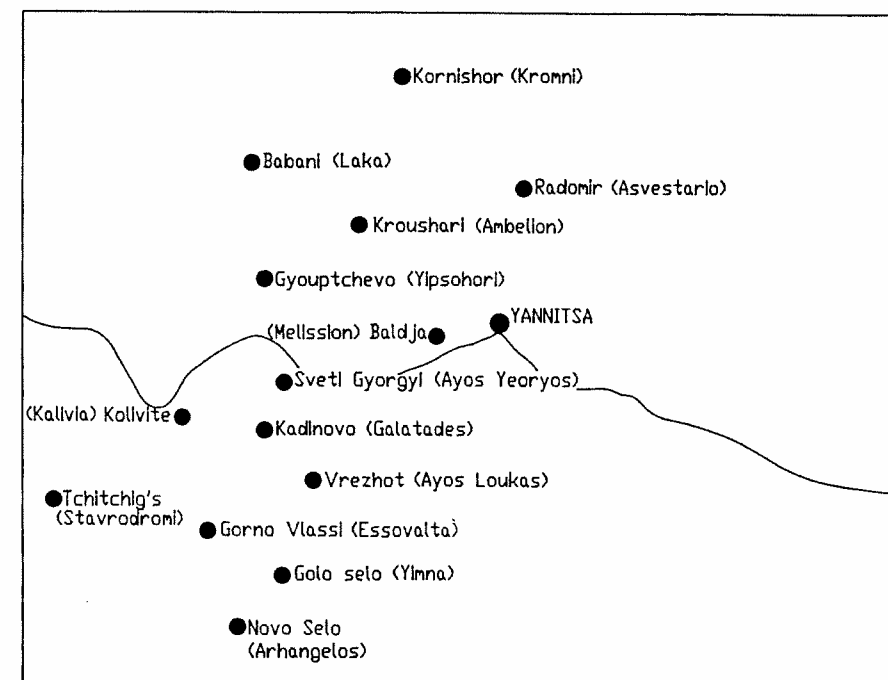 Kornishor (Kromni)
Babani (Laka)
Radomir (Asvestario)
Kroushari (Ambelion)
Gyouptchevo (Yipsohori)
YANNITSA
(Melission) Baldja
Sveti Gyorgyi (Ayos Yeoryos)
(Kalivia) Kolivite
Kadinovo (Galatades)
Vrezhot (Ayos Loukas)
Tchitchig's
(Stavrodromi)
Gorno Vlassi (Essovalta)
Golo selo (Yimna)
Novo Selo
(Arhangelos)